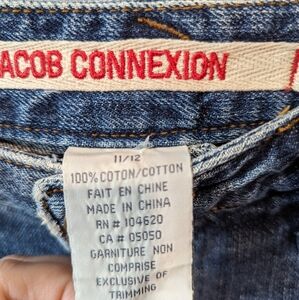 ACOB CONNEXION
11/12
100% COTON/COTTON
FAIT EN CHINE
MADE IN CHINA
RN # 104620
CA # 05050
GARNITURE NON
COMPRISE
EXCLUSIVE OF
TRIMMING